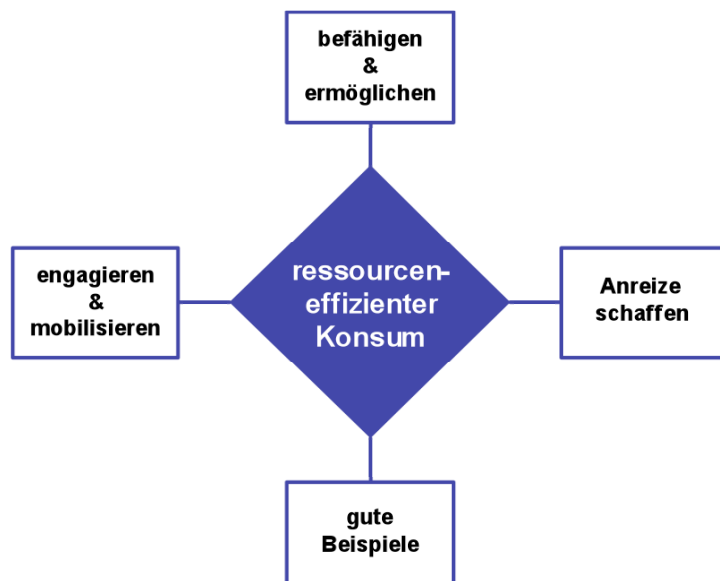 befähigen
&
ermöglichen
engagieren
&
mobilisieren
ressourcen-
effizienter
Konsum
Anreize
schaffen
gute
Beispiele